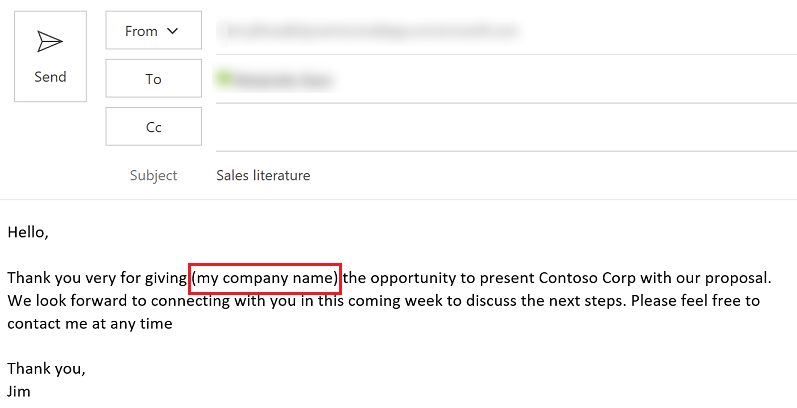 From
Send
To
Cc
Subject Sales literature
Hello,
Thank you very for giving (my company name) the opportunity to present Contoso Corp with our proposal.
We look forward to connecting with you in this coming week to discuss the next steps. Please feel free to
contact me at any time
Thank you,
Jim